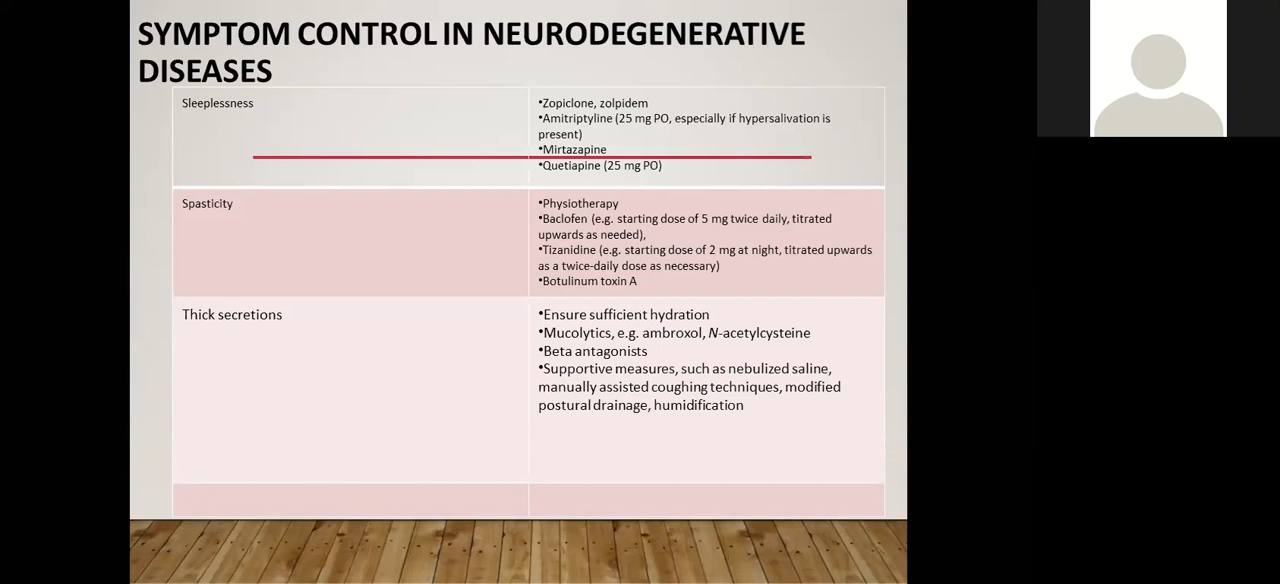 SYMPTOM CONTROL IN NEURODEGENERATIVE
DISEASES
Sleeplessness
•Zopiclone, zolpidem
•Amitriptyline (25 mg PO, especially if hypersalivation is
present)
•Mirtazapine
•Quetiapine (25 mg PO)
Spasticity
•Physiotherapy
•Baclofen (e.g. starting dose of 5 mg twice daily, titrated
upwards as needed),
•Tizanidine (e.g. starting dose of 2 mg at night, titrated upwards
as a twice-daily dose as necessary)
•Botulinum toxin A
Thick secretions
•Ensure sufficient hydration
•Mucolytics, e.g. ambroxol, N-acetylcysteine
•Beta antagonists
•Supportive measures, such as nebulized saline,
manually assisted coughing techniques, modified
postural drainage, humidification